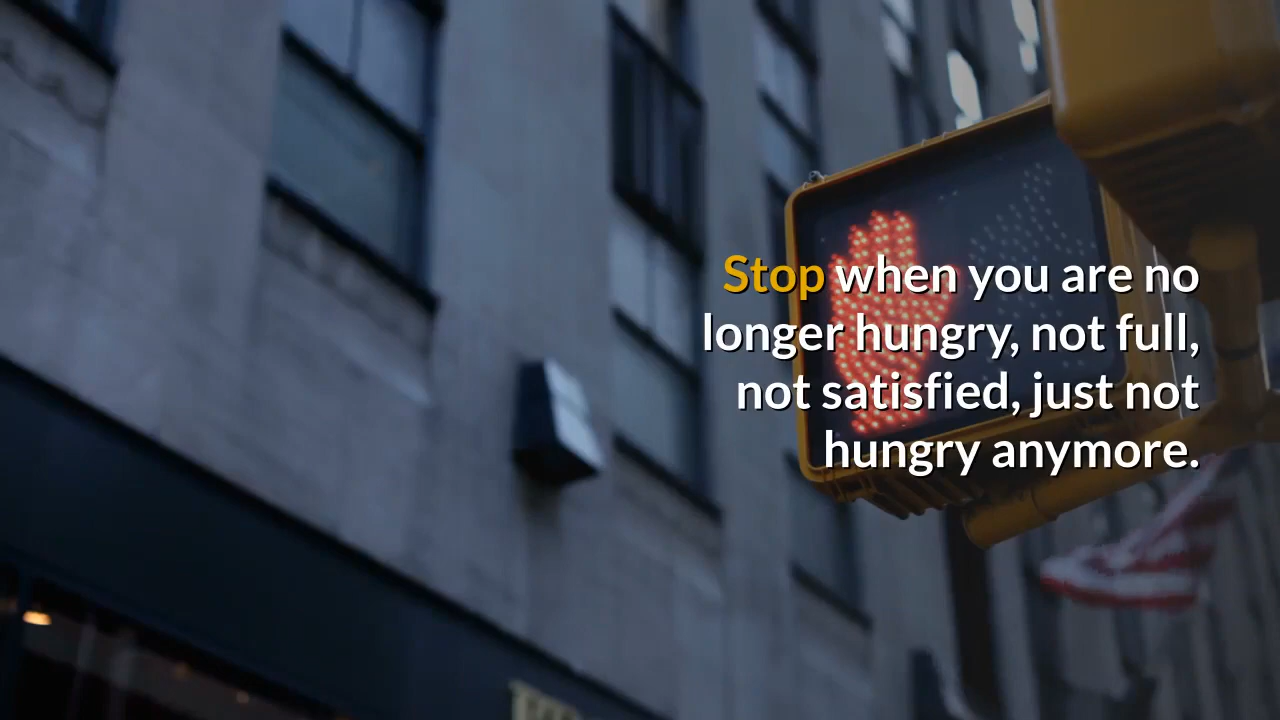 Stop when you are no
longer hungry, not full,
not satisfied, just not
hungry anymore.